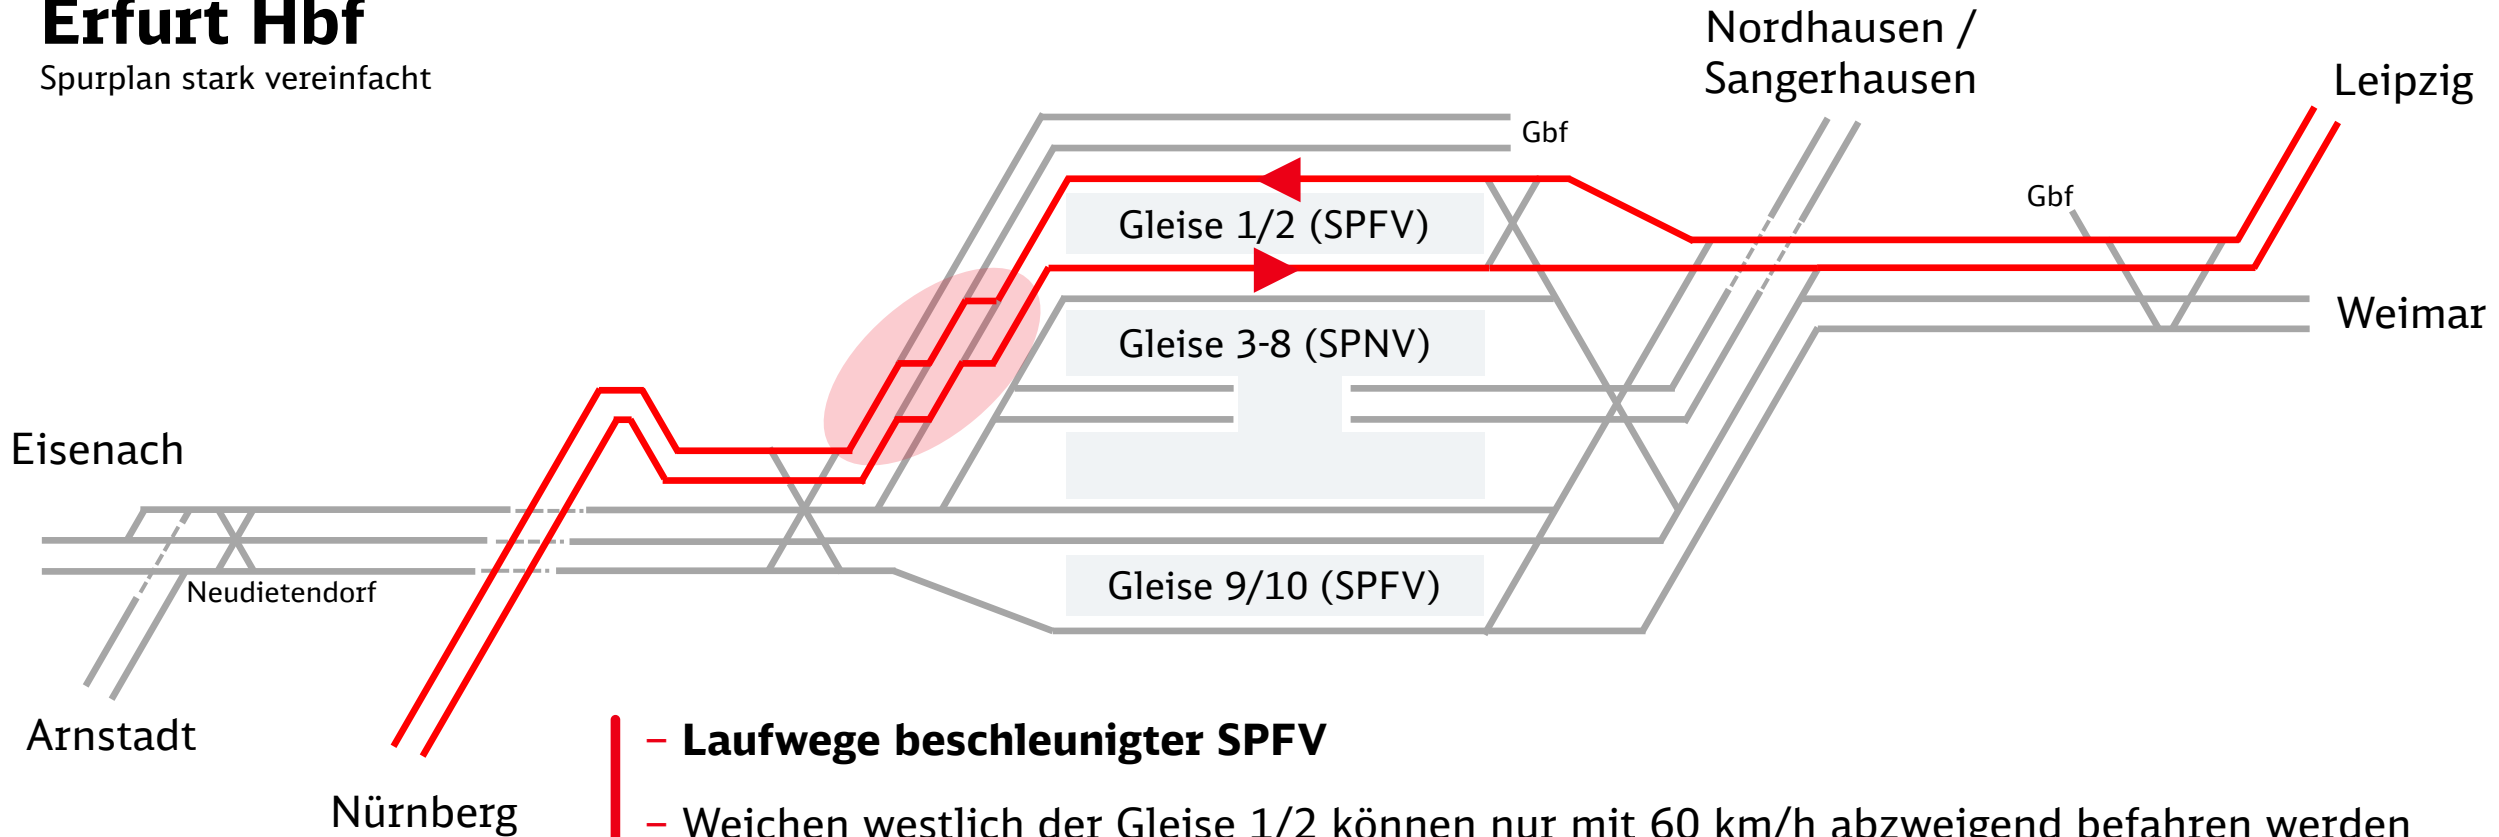 Erfurt Hbf
Spurplan stark vereinfacht
Nordhausen /
Sangerhausen
Leipzig
Gbf
Gbf
Gleise 1/2 (SPFV)
Weimar
Gleise 3-8 (SPNV)
Eisenach
Gleise 9/10 (SPFV)
Neudietendorf
Arnstadt
– Laufwege beschleunigter SPFV
Nürnberg
– Weichen westlich der Gleise 1/2 können nur mit 60 km/h abzweigend befahren werden